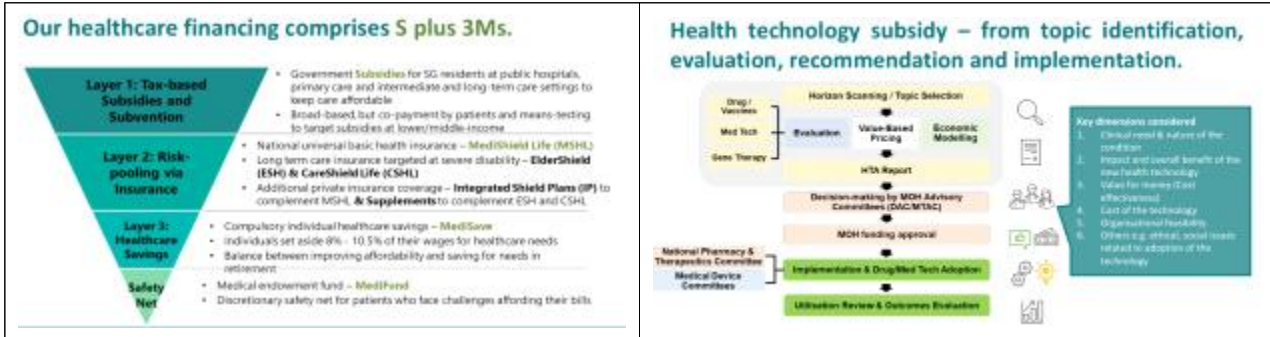 Our healthcare financing comprises S plus 3Ms.
Layer 1: Tax-based
Subsidies and
Subvention
• Government Subsidies for SG residents at public hospitals,
primary care and intermediate and long-term care settings to
keep care affordable
• Broad-based, but co-payment by patients and means-testing
to target subsidies at lower/middle-income
Layer 2: Risk-
pooling via
Insurance
• National universal basic health insurance – MediShield Life (MSHL)
• Long term care insurance targeted at severe disability – ElderShield
(ESH) & CareShield Life (CSHL)
• Additional private insurance coverage – Integrated Shield Plans (IP) to
complement MSHL & Supplements to complement ESH and CSHL
Layer 3:
Healthcare
Savings
• Compulsory individual healthcare savings – MediSave
• Individuals set aside 8% - 10.5% of their wages for healthcare needs
• Balance between improving affordability and saving for needs in
retirement
Safety
Net
• Medical endowment fund – MediFund
• Discretionary safety net for patients who face challenges affording their bills
Health technology subsidy – from topic identification,
evaluation, recommendation and implementation.
Horizon Scanning / Topic Selection
Drug /
Vaccines
Med Tech
Gene Therapy
Evaluation
Value-Based
Pricing
Economic
Modelling
HTA Report
Decision-making by MOH Advisory
Committees (DAC/MTAC)
MOH funding approval
National Pharmacy &
Therapeutics Committee
Medical Device
Committees
Implementation & Drug/Med Tech Adoption
Utilisation Review & Outcomes Evaluation
Key dimensions considered
1. Clinical need & nature of the
condition
2. Impact and overall benefit of the
new health technology
3. Value for money (Cost
effectiveness)
4. Cost of the technology
5. Organisational feasibility
6. Others e.g. ethical, social issues
related to adoption of the
technology